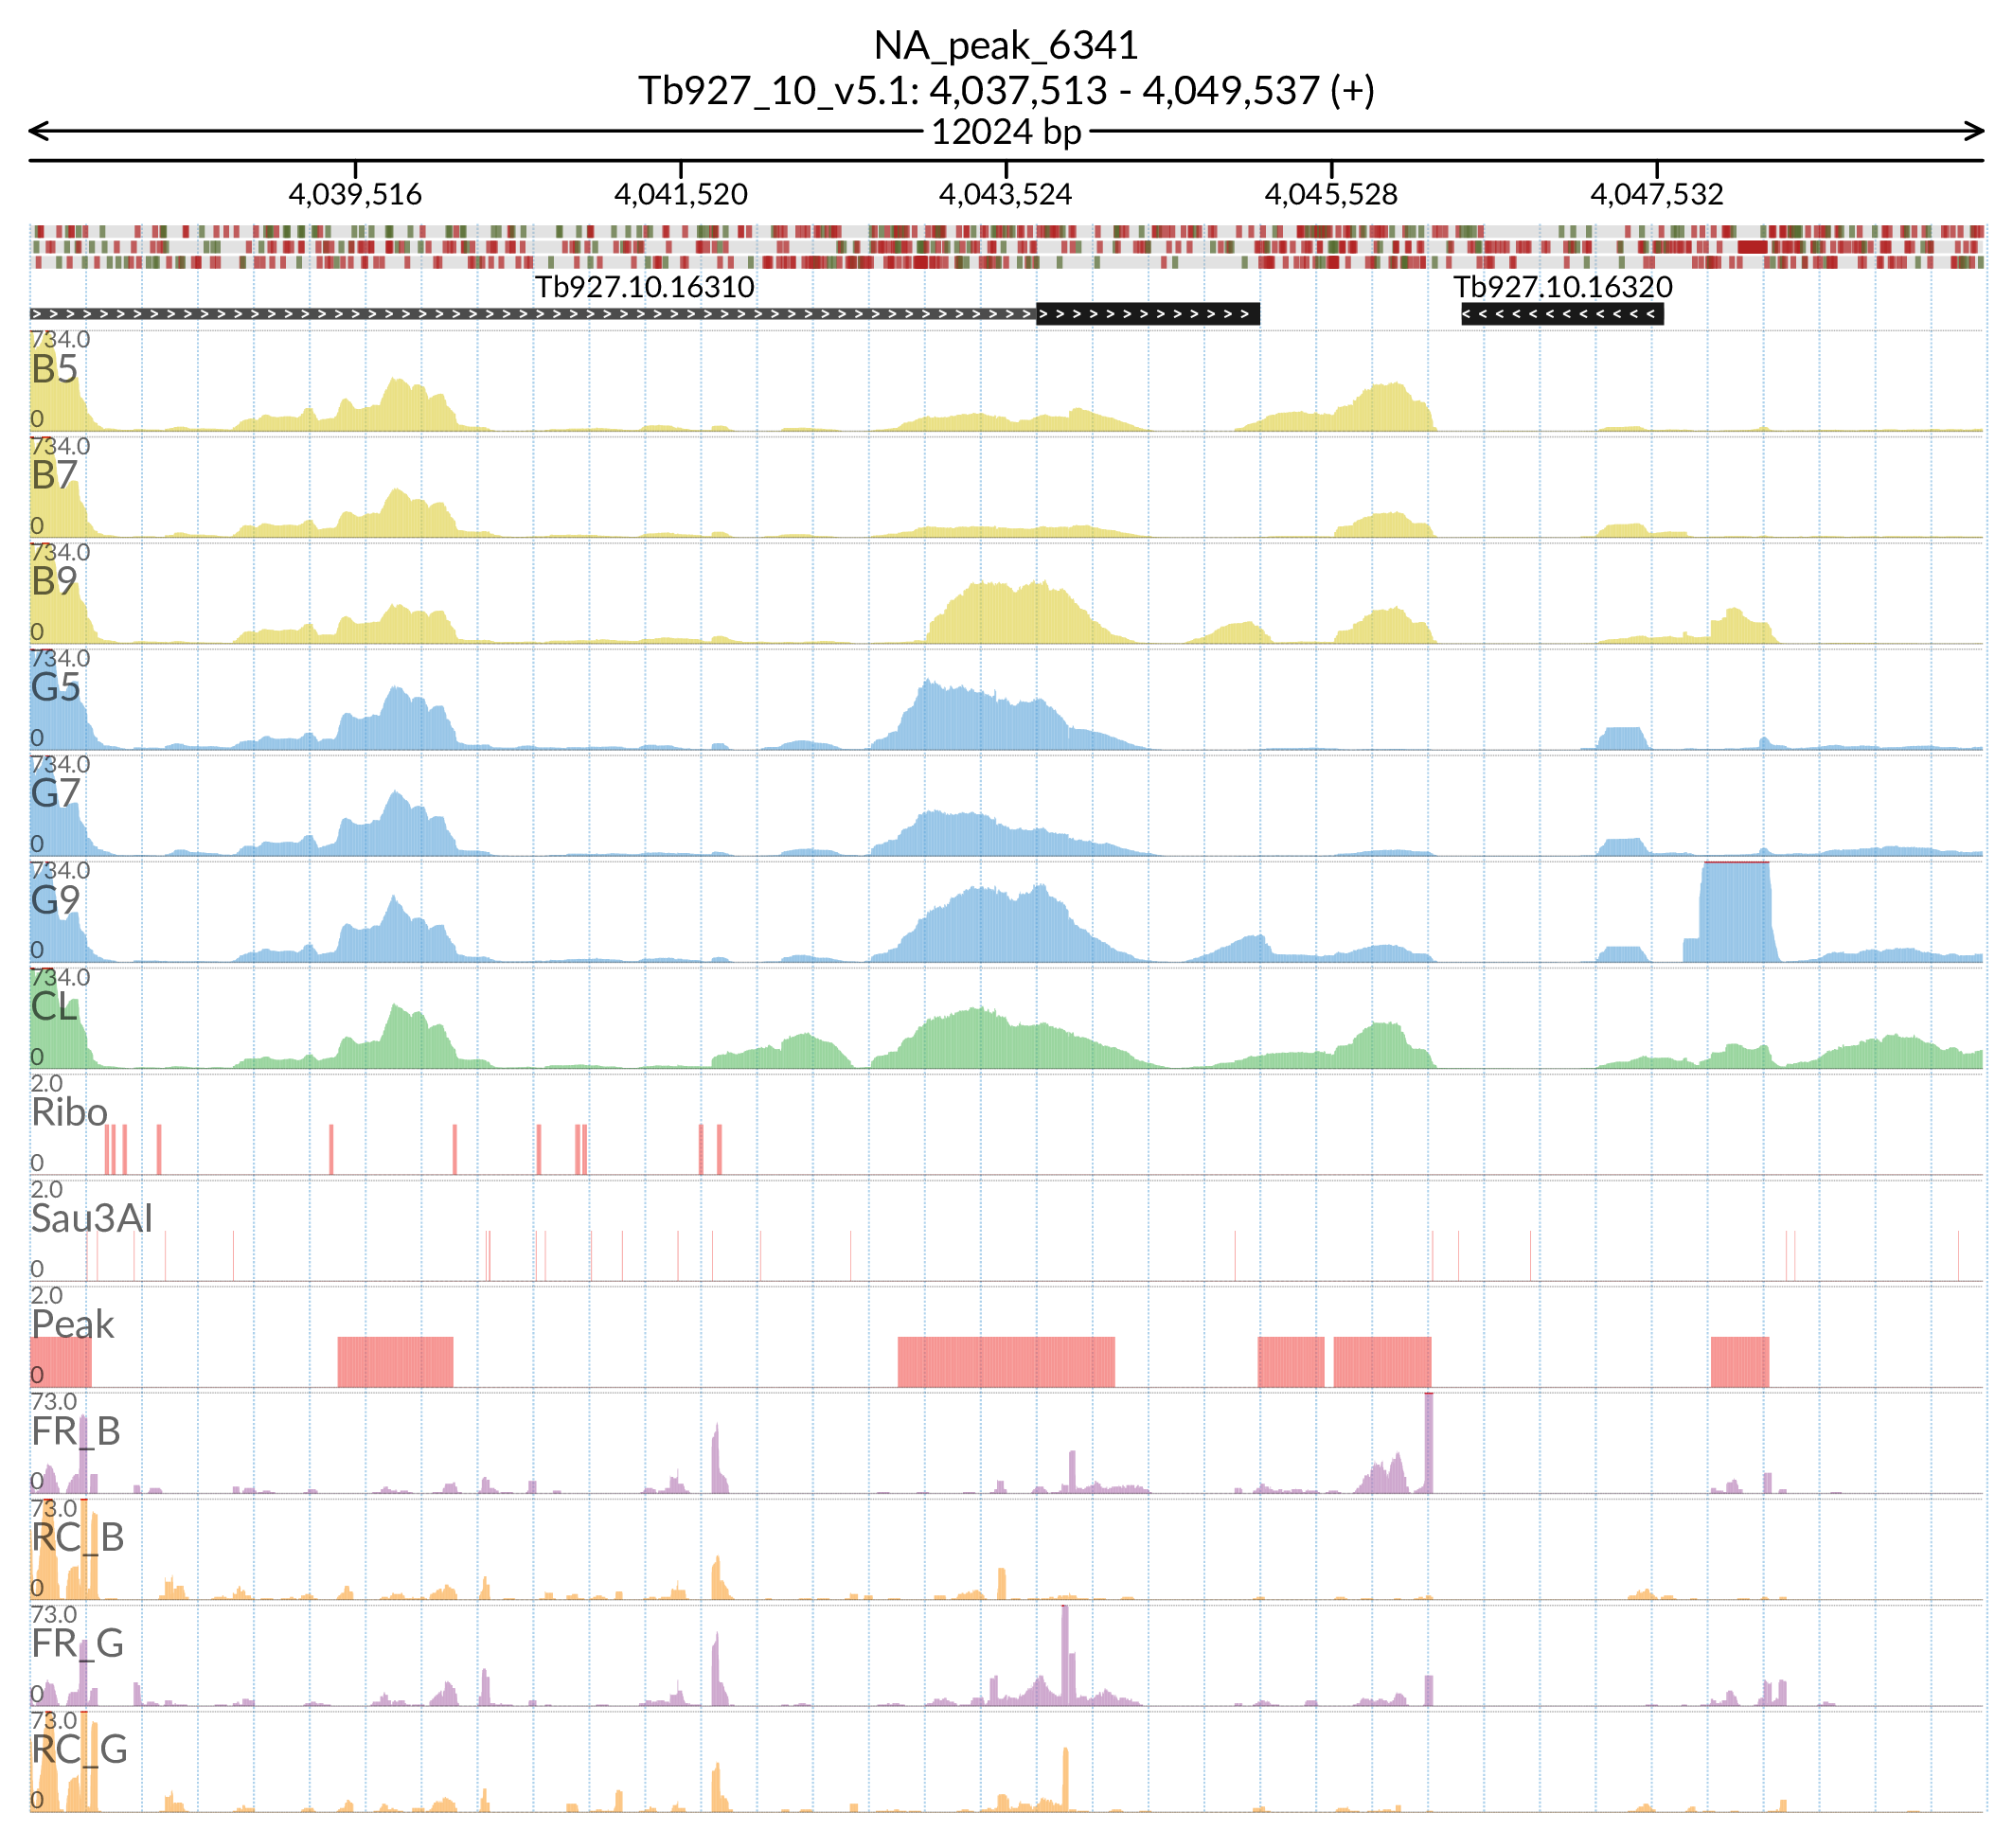 NA_peak_6341
Tb927_10_v5.1: 4,037,513 - 4,049,537 (+)
12024 bp
4,039,516 4,041,520 4,043,524 4,045,528 4,047,532
Tb927.10.16310 Tb927.10.16320
734.0
B5
0
734.0
B7
0
734.0
B9
0
734.0
G5
0
734.0
G7
0
734.0
G9
0
734.0
CL
0
2.0
Ribo
0
2.0
Sau3AI
0
2.0
Peak
0
73.0
FR_B
0
73.0
RC_B
0
73.0
FR_G
0
73.0
RC_G
0